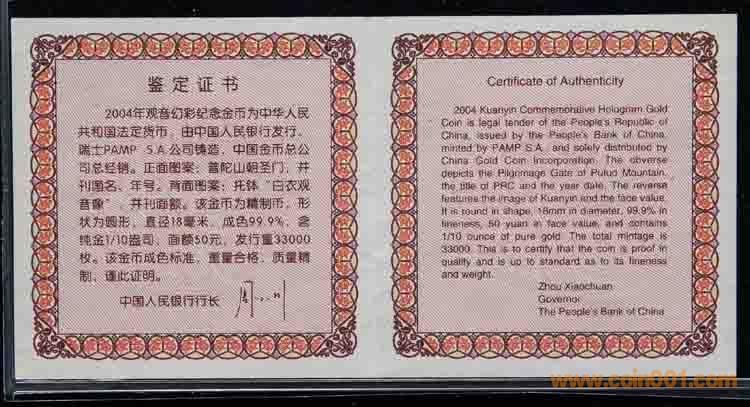 鉴定证书
2004年观音幻彩纪念金币为中华人民
共和国法定货币，由中国人民银行发行，
瑞士PAMP S.A.公司铸造，中国金币总公
司总经销。正面图案：普陀山朝圣门，并
刊国名、年号。背面图案：托钵“白衣观
音像”，并刊面额。该金币为精制币，形
状为圆形，直径18毫米，成色99.9%，含
纯金1/10盎司，面额50元，发行量33000
枚。该金币成色标准，重量合格，质量精
制，谨此证明。
中国人民银行行长
Certificate of Authenticity
2004 Kuanyin Commemorative Hologram Gold
Coin is legal tender of the People's Republic of
China, issued by the People's Bank of China,
minted by PAMP S.A. and solely distributed by
China Gold Coin Incorporation. The obverse
depicts the Pilgrimage Gate of Putuo Mountain,
the title of PRC and the year date. The reverse
features the image of Kuanyin and the face value.
It is round in shape, 18mm in diameter, 99.9% in
fineness, 50 yuan in face value, and contains
1/10 ounce of pure gold. The total mintage is
33000. This is to certify that the coin is proof in
quality and is up to standard as to its fineness
and weight.
Zhou Xiaochuan
Governor
The People's Bank of China
www.coin001.com